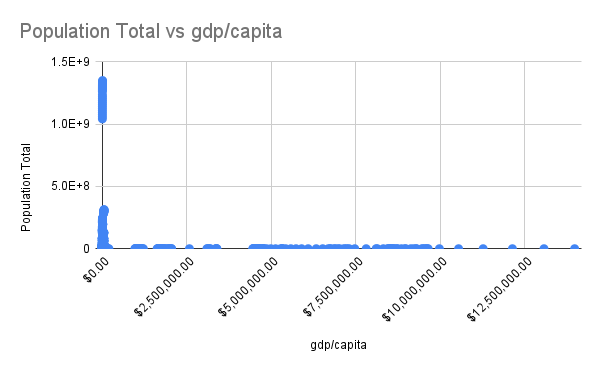 Population Total vs gdp/capita
1.5E+9
1.0E+9
5.0E+8
0
Population Total
$0.00
$2,500,000.00
$5,000,000.00
$7,500,000.00
$10,000,000.00
$12,500,000.00
gdp/capita